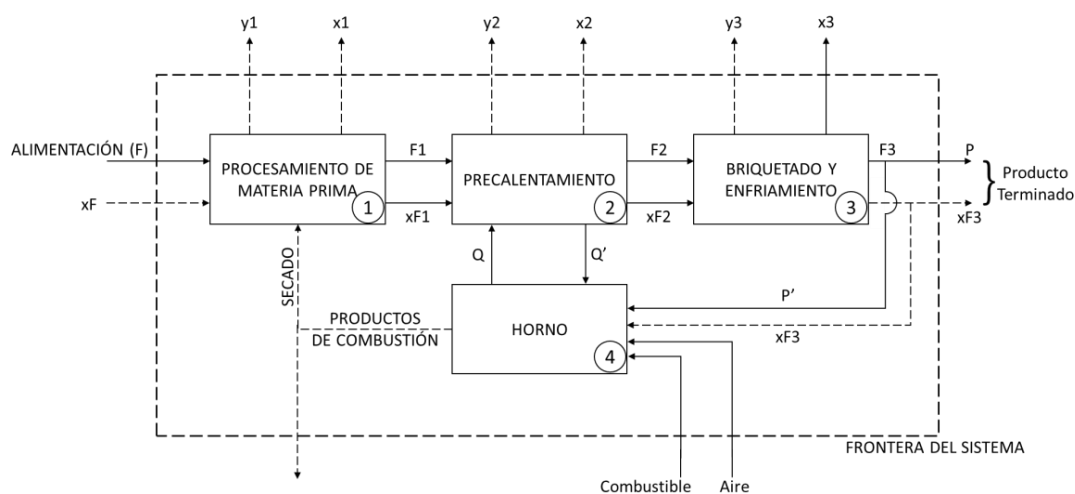 y1
x1
y2
x2
y3
x3
ALIMENTACIÓN (F)
xF
PROCESAMIENTO DE
MATERIA PRIMA
1
F1
xF1
PRECALENTAMIENTO
2
F2
xF2
BRIQUETADO Y
ENFRIAMIENTO
3
F3
P
xF3
Producto
Terminado
SECADO
Q
Q’
P’
xF3
PRODUCTOS
DE COMBUSTIÓN
HORNO
4
FRONTERA DEL SISTEMA
Combustible
Aire